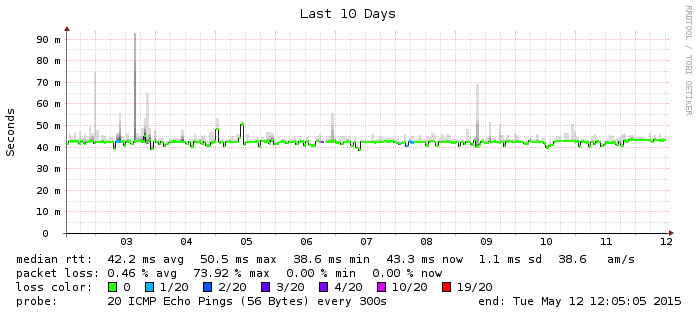 Last 10 Days
RRDTOOL / TOBI OETIKER
Seconds
90 m
80 m
70 m
60 m
50 m
40 m
30 m
20 m
10 m
0
03 04 05 06 07 08 09 10 11 12
median rtt: 42.2 ms avg 50.5 ms max 38.6 ms min 43.3 ms now 1.1 ms sd 38.6 am/s
packet loss: 0.46 % avg 73.92 % max 0.00 % min 0.00 % now
loss color: 0 1/20 2/20 3/20 4/20 10/20 19/20
probe: 20 ICMP Echo Pings (56 Bytes) every 300s end: Tue May 12 12:05:05 2015